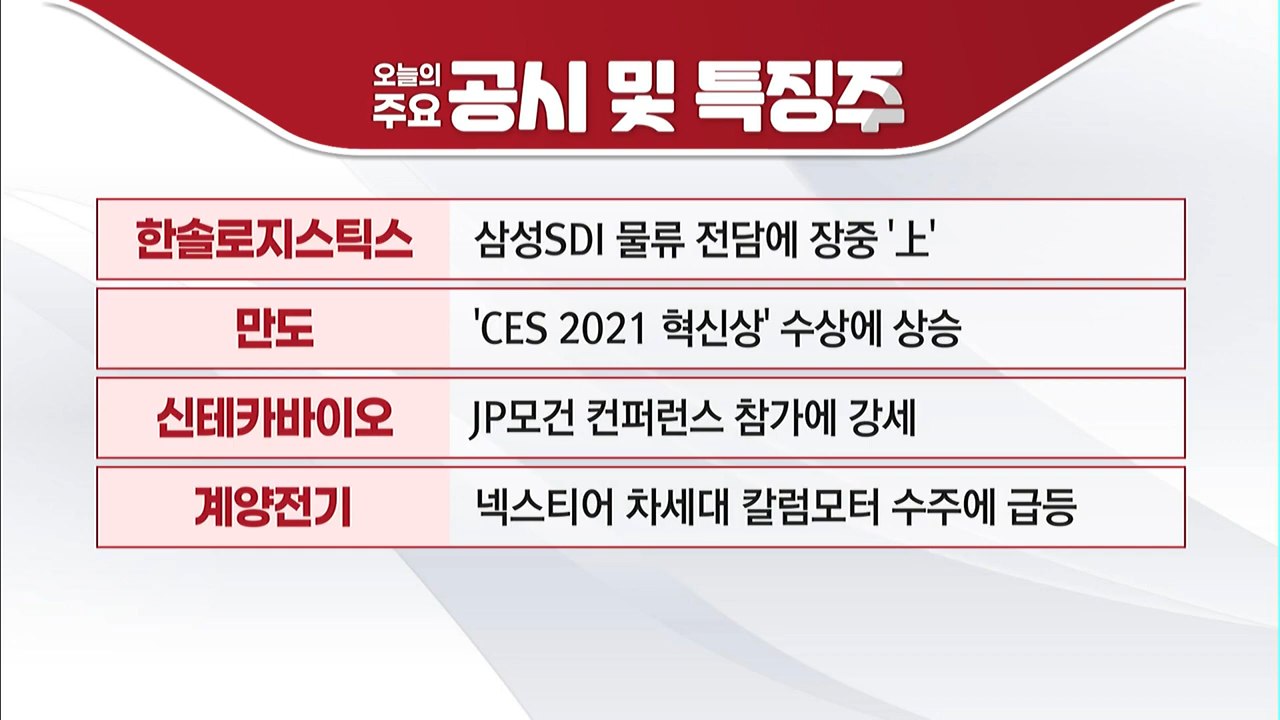 오늘의
주요 공시 및 특징주
한솔로지스틱스 삼성SDI 물류 전담에 장중 '上'
만도 'CES 2021 혁신상' 수상에 상승
신테카바이오 JP모건 컨퍼런스 참가에 강세
계양전기 넥스티어 차세대 칼럼모터 수주에 급등